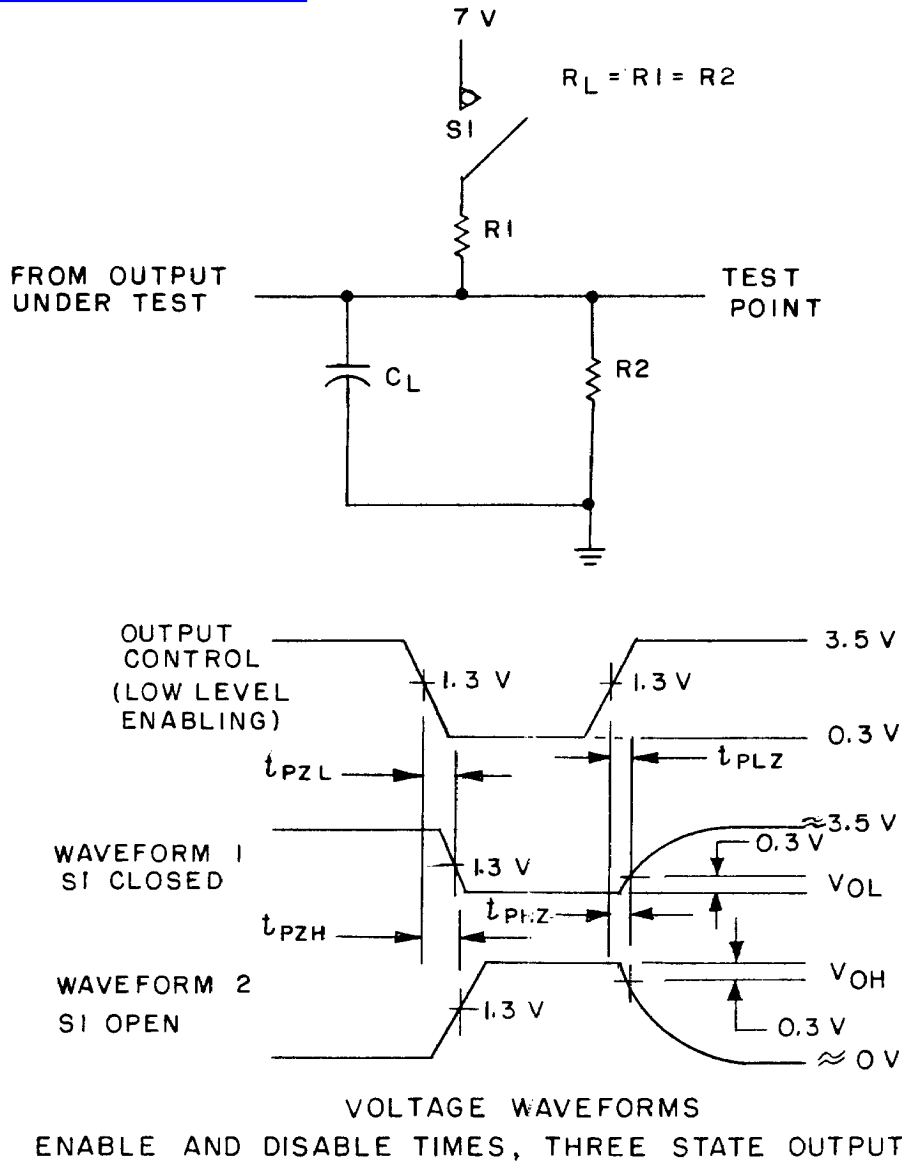 7 V
R_L = R1 = R2
S1
R1
FROM OUTPUT
UNDER TEST
TEST
POINT
C_L
R2
OUTPUT
CONTROL
(LOW LEVEL
ENABLING)
1.3 V
1.3 V
3.5 V
0.3 V
t_PZL
t_PLZ
≈3.5 V
0.3 V
WAVEFORM 1
S1 CLOSED
1.3 V
V_OL
t_PZH
t_PHZ
WAVEFORM 2
S1 OPEN
1.3 V
V_OH
0.3 V
≈ 0 V
VOLTAGE WAVEFORMS
ENABLE AND DISABLE TIMES, THREE STATE OUTPUT